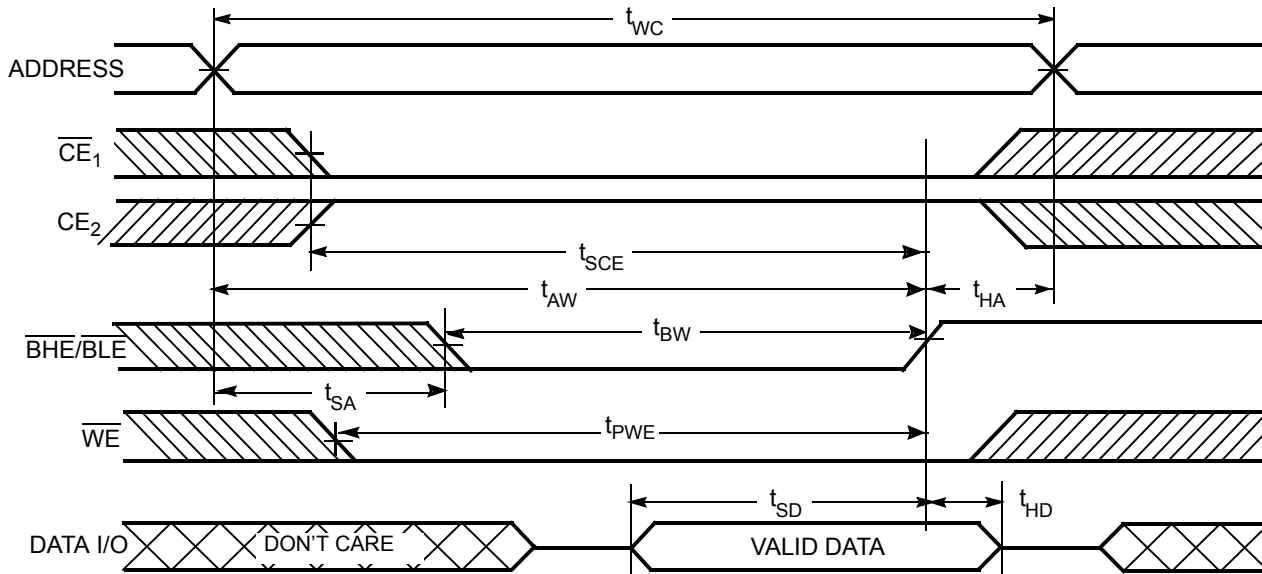 tWC
ADDRESS
CE1
CE2
tSCE
tAW
tHA
BHE/BLE
tBW
tSA
WE
tPWE
tSD
tHD
DATA I/O
DON'T CARE
VALID DATA